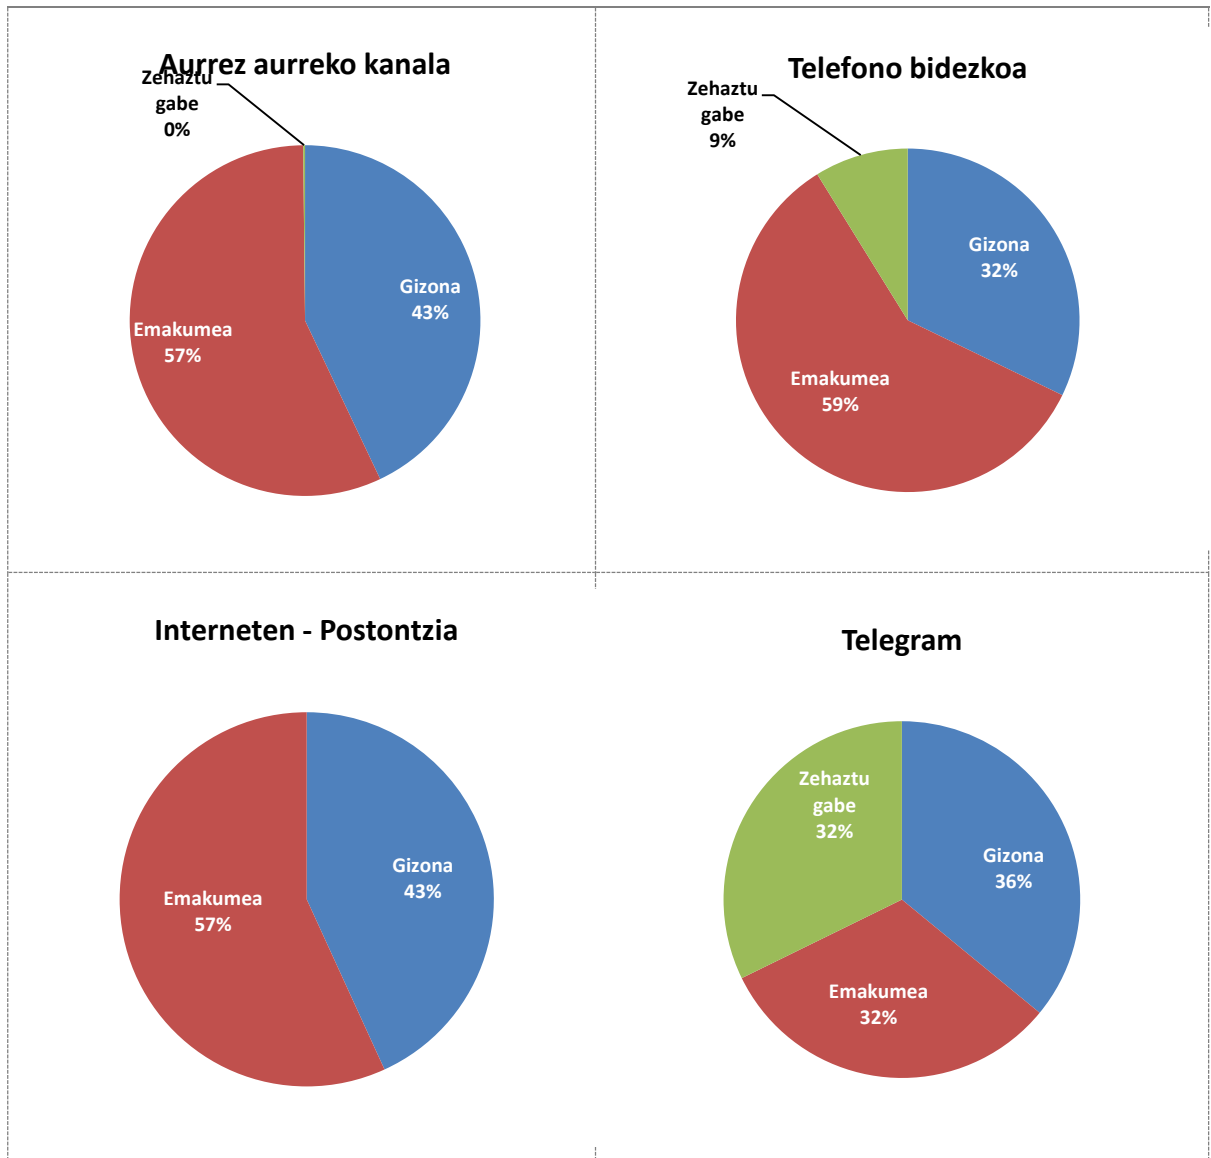 Aurrez aurreko kanala
Zehaztu
gabe
0%
Gizona
43%
Emakumea
57%
Telefono bidezkoa
Zehaztu
gabe
9%
Gizona
32%
Emakumea
59%
Interneten - Postontzia
Gizona
43%
Emakumea
57%
Telegram
Zehaztu
gabe
32%
Gizona
36%
Emakumea
32%